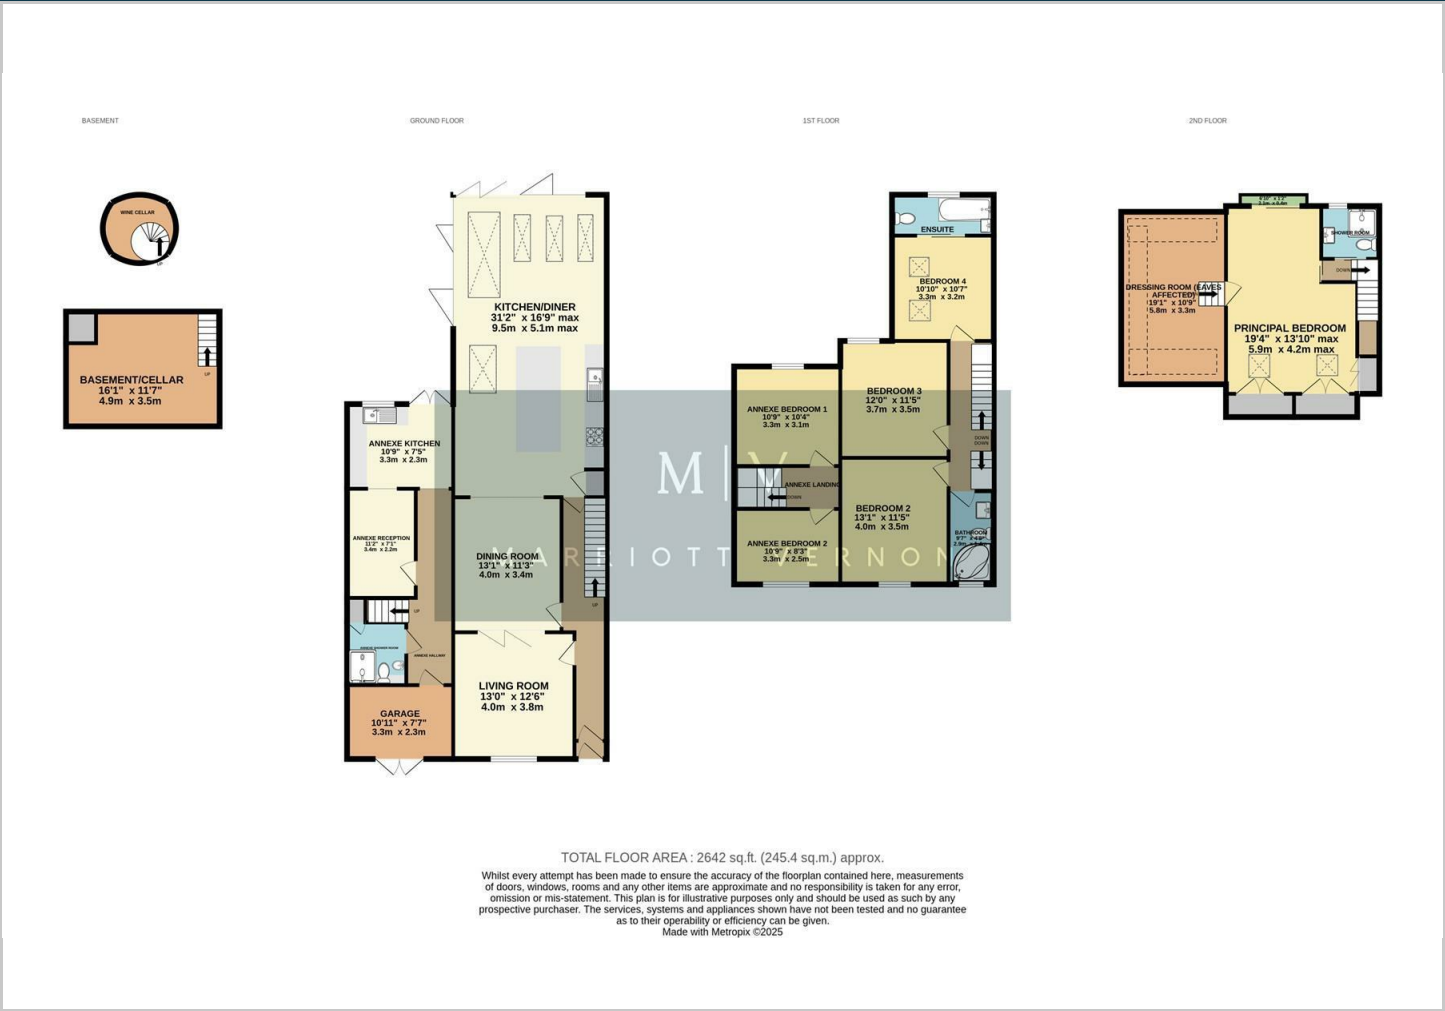 BASEMENT
GROUND FLOOR
1ST FLOOR
2ND FLOOR
WINE CELLAR
UP
BASEMENT/CELLAR
16'1" x 11'7"
4.9m x 3.5m
UP
KITCHEN/DINER
31'2" x 16'9" max
9.5m x 5.1m max
ANNEXE KITCHEN
10'9" x 7'5"
3.3m x 2.3m
ANNEXE RECEPTION
11'2" x 7'1"
3.4m x 2.2m
DINING ROOM
13'1" x 11'3"
4.0m x 3.4m
UP
UP
ANNEXE SHOWER ROOM
ANNEXE HALLWAY
LIVING ROOM
13'0" x 12'6"
4.0m x 3.8m
GARAGE
10'11" x 7'7"
3.3m x 2.3m
ENSUITE
BEDROOM 4
10'10" x 10'7"
3.3m x 3.2m
BEDROOM 3
12'0" x 11'5"
3.7m x 3.5m
ANNEXE BEDROOM 1
10'9" x 10'4"
3.3m x 3.1m
DOWN
DOWN
ANNEXE LANDING
DOWN
BEDROOM 2
13'1" x 11'5"
4.0m x 3.5m
ANNEXE BEDROOM 2
10'9" x 8'3"
3.3m x 2.5m
BATHROOM
M | V
MARRIOTT VERNON
SHOWER ROOM
DOWN
DRESSING ROOM (EAVES
AFFECTED)
19'1" x 10'9"
5.8m x 3.3m
PRINCIPAL BEDROOM
19'4" x 13'10" max
5.9m x 4.2m max
TOTAL FLOOR AREA : 2642 sq.ft. (245.4 sq.m.) approx.
Whilst every attempt has been made to ensure the accuracy of the floorplan contained here, measurements
of doors, windows, rooms and any other items are approximate and no responsibility is taken for any error,
omission or mis-statement. This plan is for illustrative purposes only and should be used as such by any
prospective purchaser. The services, systems and appliances shown have not been tested and no guarantee
as to their operability or efficiency can be given.
Made with Metropix ©2025